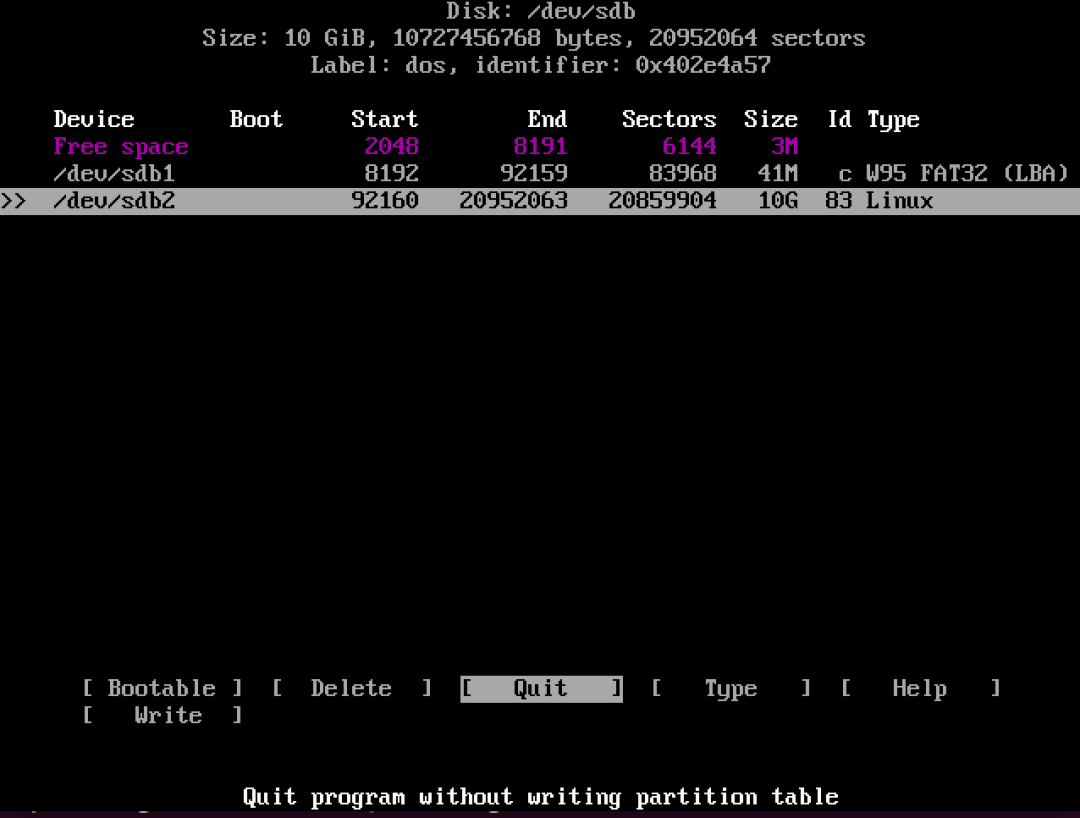 Disk: /dev/sdb
Size: 10 GiB, 10727456768 bytes, 20952064 sectors
Label: dos, identifier: 0x402e4a57
Device Boot Start End Sectors Size Id Type
Free space 2048 8191 6144 3M
/dev/sdb1 8192 92159 83968 41M c W95 FAT32 (LBA)
>> /dev/sdb2 92160 20952063 20859904 10G 83 Linux
[ Bootable ] [ Delete ] [ Quit ] [ Type ] [ Help ]
[ Write ]
Quit program without writing partition table